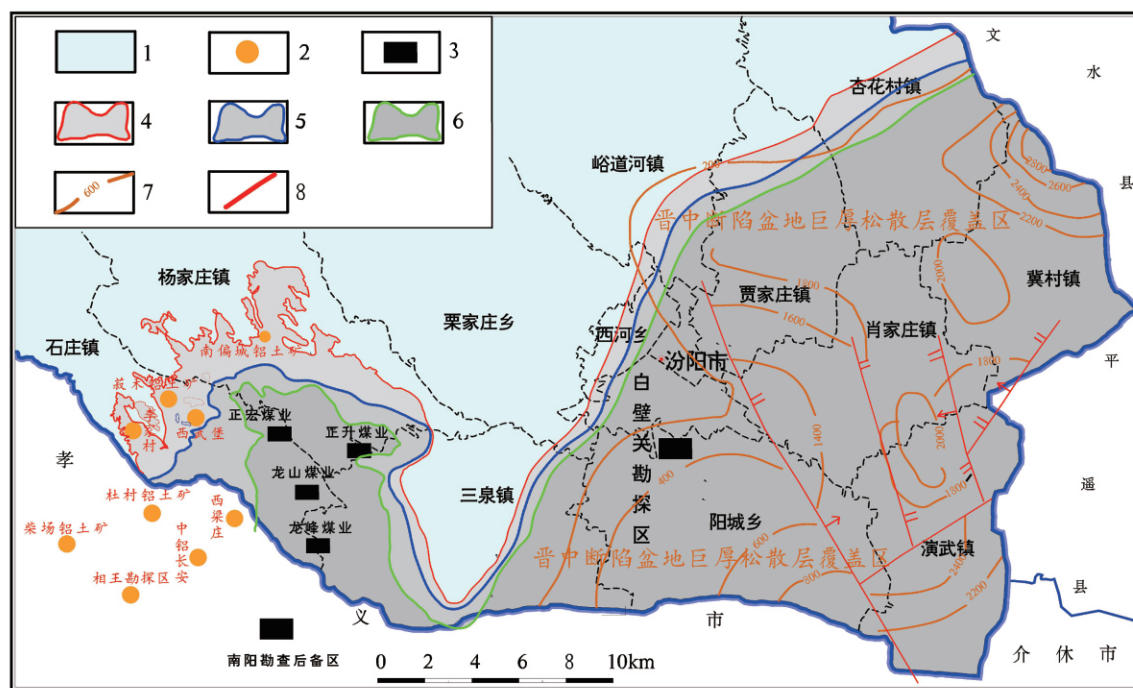 1
2
3
4
5
6
600
7
8
文
水
县
杏花村镇
峪道河镇
200
2800
2600
2400
2200
晋中断陷盆地巨厚松散层覆盖区
2000
冀村镇
杨家庄镇
栗家庄乡
贾家庄镇
1800
1600
肖家庄镇
石庄镇
南偏城铝土矿
西河乡
汾阳市
1800
平
西武堡
正宏煤业
正升煤业
白壁关勘探区
1400
2000
孝
龙山煤业
400
1800
三泉镇
遥
杜村铝土矿
西梁庄
柴场铝土矿
中铝长安
龙峰煤业
阳城乡
演武镇
晋中断陷盆地巨厚松散层覆盖区
600
800
2400
2200
相王勘探区
县
义
市
南阳勘查后备区
0 2 4 6 8 10km
介休市